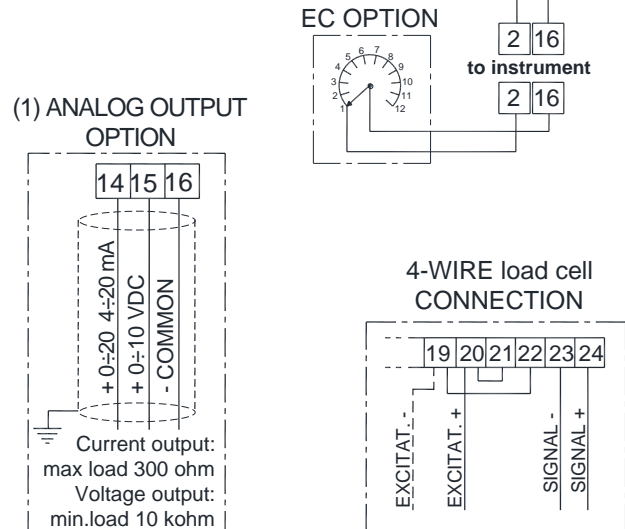 EC OPTION
1 2 3 4 5 6 7 8 9 10 11 12
2 16
to instrument
2 16
(1) ANALOG OUTPUT
OPTION
14 15 16
+ 0÷20 4÷20 mA
+ 0÷10 VDC
- COMMON
Current output:
max load 300 ohm
Voltage output:
min.load 10 kohm
4-WIRE load cell
CONNECTION
19 20 21 22 23 24
EXCITAT. -
EXCITAT. +
SIGNAL -
SIGNAL +